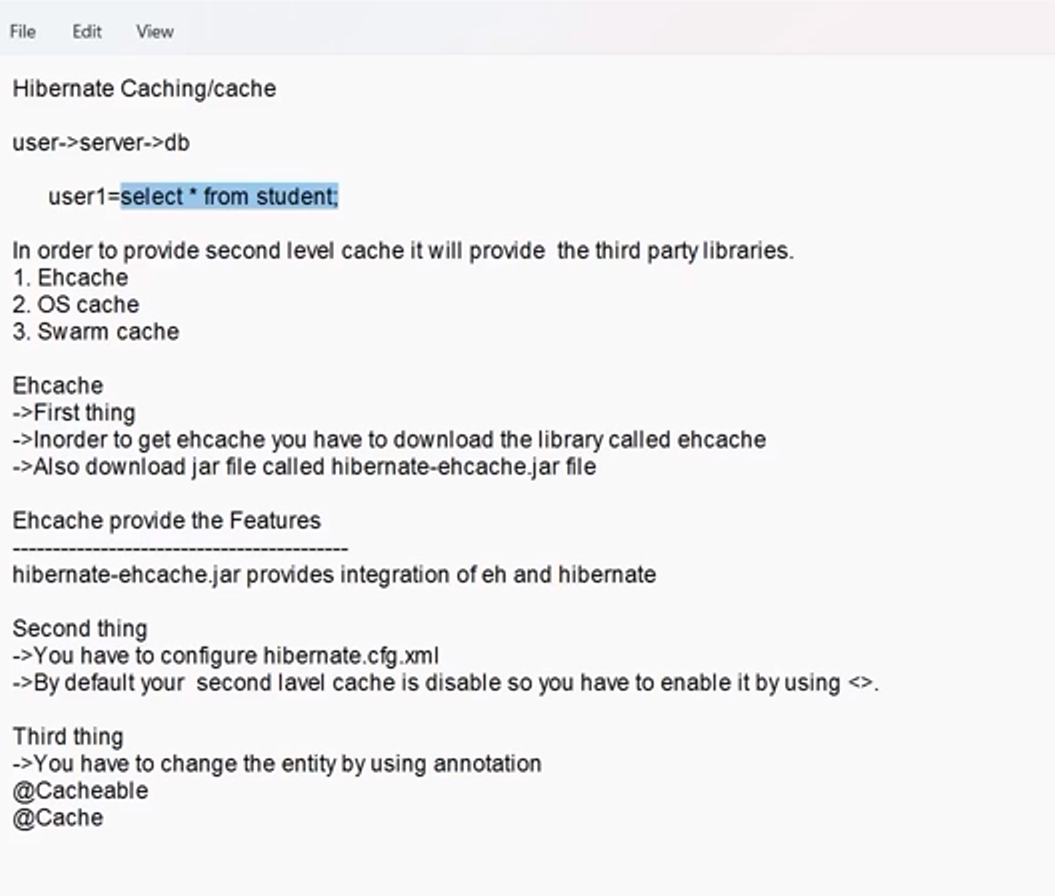 File Edit View
Hibernate Caching/cache
user->server->db
user1=select * from student;
In order to provide second level cache it will provide  the third party libraries.
1. Ehcache
2. OS cache
3. Swarm cache
Ehcache
->First thing
->Inorder to get ehcache you have to download the library called ehcache
->Also download jar file called hibernate-ehcache.jar file
Ehcache provide the Features
------------------------------------------
hibernate-ehcache.jar provides integration of eh and hibernate
Second thing
->You have to configure hibernate.cfg.xml
->By default your  second lavel cache is disable so you have to enable it by using <>.
Third thing
->You have to change the entity by using annotation
@Cacheable
@Cache